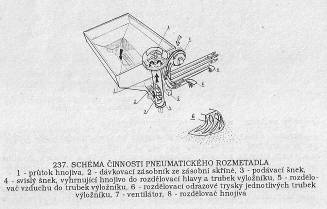 237. SCHÉMA ČINNOSTI PNEUMATICKÉHO ROZMETADLA
1 - průtok hnojiva, 2 - dávkovací zásobník ze zásobní skříně, 3 - podávací šnek,
4 - svislý šnek, vyhrnující hnojivo do rozdělovací hlavy a trubek výložníku, 5 - rozdělo-
vač vzduchu do trubek výložníku, 6 - rozdělovací odrazové trysky jednotlivých trubek
výložníku, 7 - ventilátor, 8 - rozdělovač hnojiva